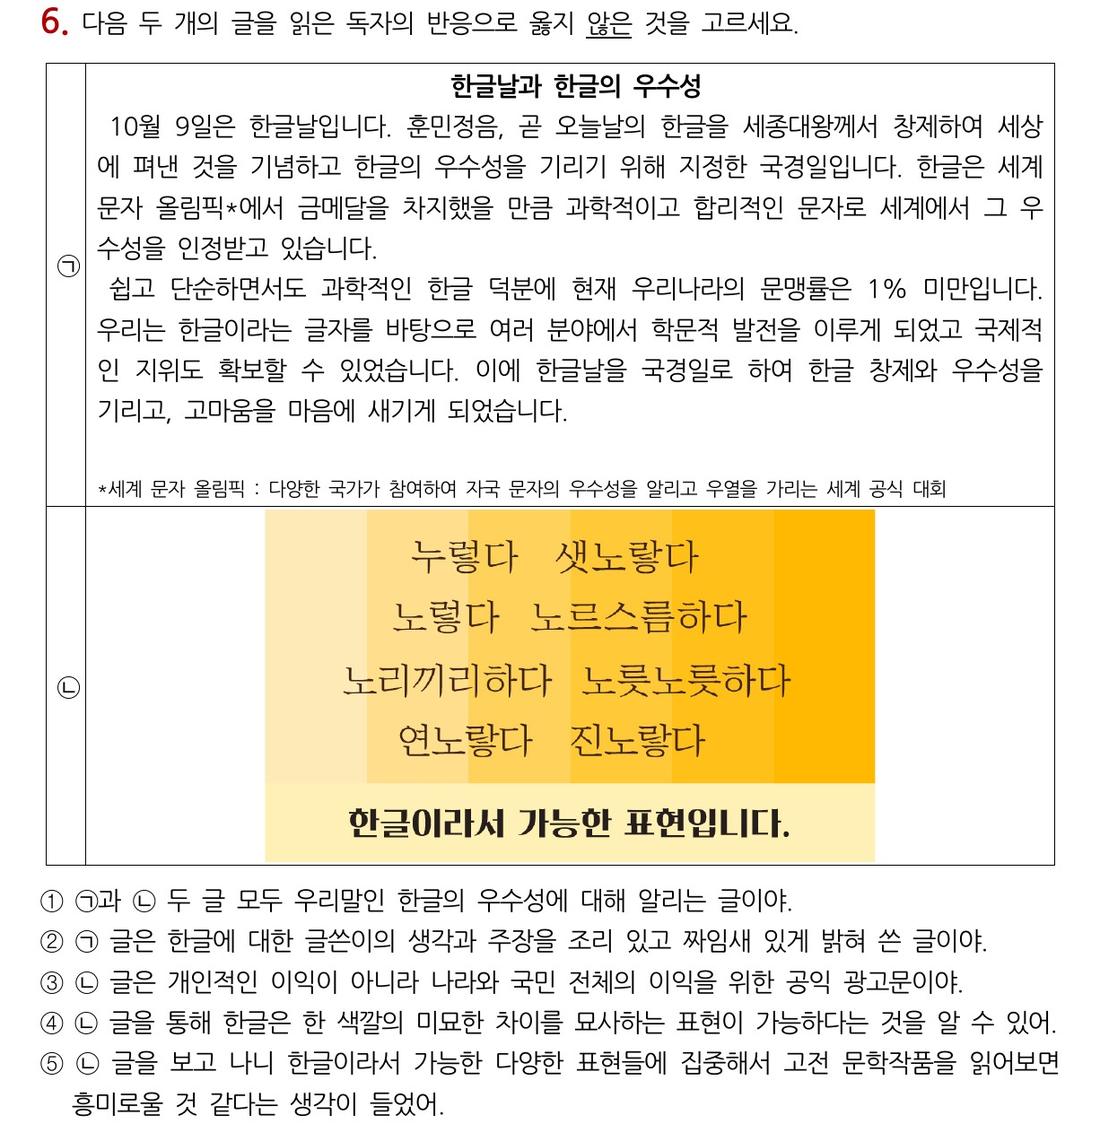 6. 다음 두 개의 글을 읽은 독자의 반응으로 옳지 않은 것을 고르세요.
㉠
한글날과 한글의 우수성
10월 9일은 한글날입니다. 훈민정음, 곧 오늘날의 한글을 세종대왕께서 창제하여 세상
에 펴낸 것을 기념하고 한글의 우수성을 기리기 위해 지정한 국경일입니다. 한글은 세계
문자 올림픽*에서 금메달을 차지했을 만큼 과학적이고 합리적인 문자로 세계에서 그 우
수성을 인정받고 있습니다.
쉽고 단순하면서도 과학적인 한글 덕분에 현재 우리나라의 문맹률은 1% 미만입니다.
우리는 한글이라는 글자를 바탕으로 여러 분야에서 학문적 발전을 이루게 되었고 국제적
인 지위도 확보할 수 있었습니다. 이에 한글날을 국경일로 하여 한글 창제와 우수성을
기리고, 고마움을 마음에 새기게 되었습니다.
*세계 문자 올림픽 : 다양한 국가가 참여하여 자국 문자의 우수성을 알리고 우열을 가리는 세계 공식 대회
㉡
누렇다 샛노랗다
노렇다 노르스름하다
노리끼리하다 노릇노릇하다
연노랗다 진노랗다
한글이라서 가능한 표현입니다.
① ㉠과 ㉡ 두 글 모두 우리말인 한글의 우수성에 대해 알리는 글이야.
② ㉠ 글은 한글에 대한 글쓴이의 생각과 주장을 조리 있고 짜임새 있게 밝혀 쓴 글이야.
③ ㉡ 글은 개인적인 이익이 아니라 나라와 국민 전체의 이익을 위한 공익 광고문이야.
④ ㉡ 글을 통해 한글은 한 색깔의 미묘한 차이를 묘사하는 표현이 가능하다는 것을 알 수 있어.
⑤ ㉡ 글을 보고 나니 한글이라서 가능한 다양한 표현들에 집중해서 고전 문학작품을 읽어보면
흥미로울 것 같다는 생각이 들었어.